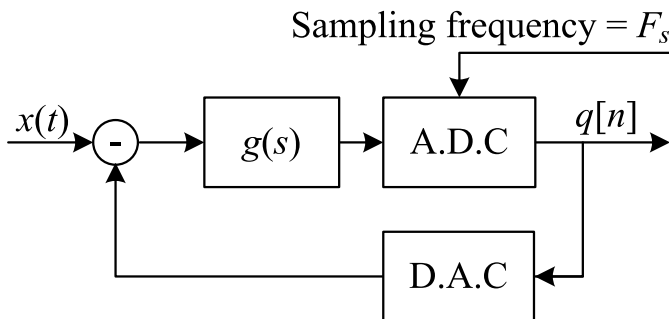 Sampling frequency = Fs
x(t)
-
g(s)
A.D.C
q[n]
D.A.C